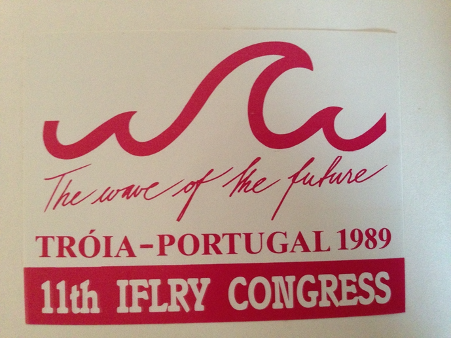 The wave of the future
TRÓIA-PORTUGAL 1989
11th IFLRY CONGRESS